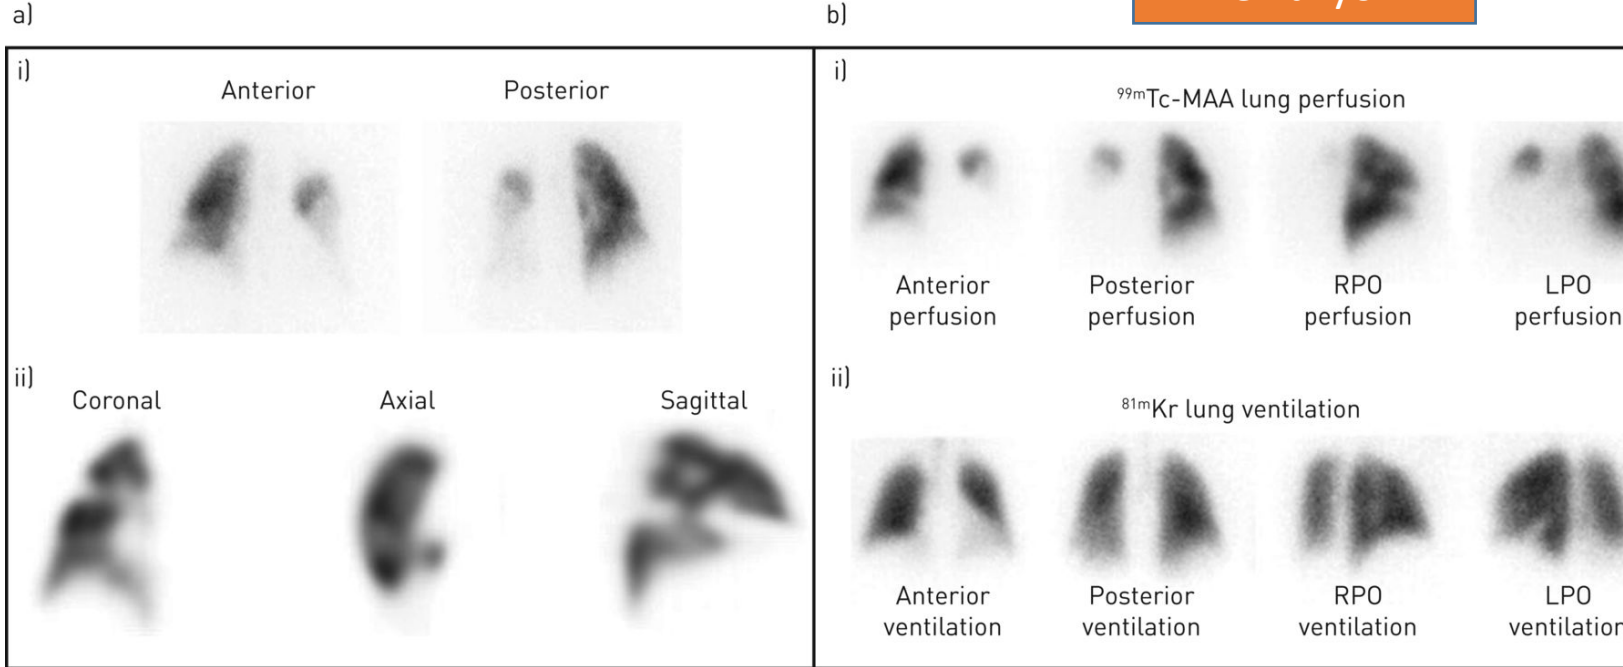 a)
i)
Anterior
Posterior
ii)
Coronal
Axial
Sagittal
b)
i)
99mTc-MAA lung perfusion
Anterior
perfusion
Posterior
perfusion
RPO
perfusion
LPO
perfusion
ii)
81mKr lung ventilation
Anterior
ventilation
Posterior
ventilation
RPO
ventilation
LPO